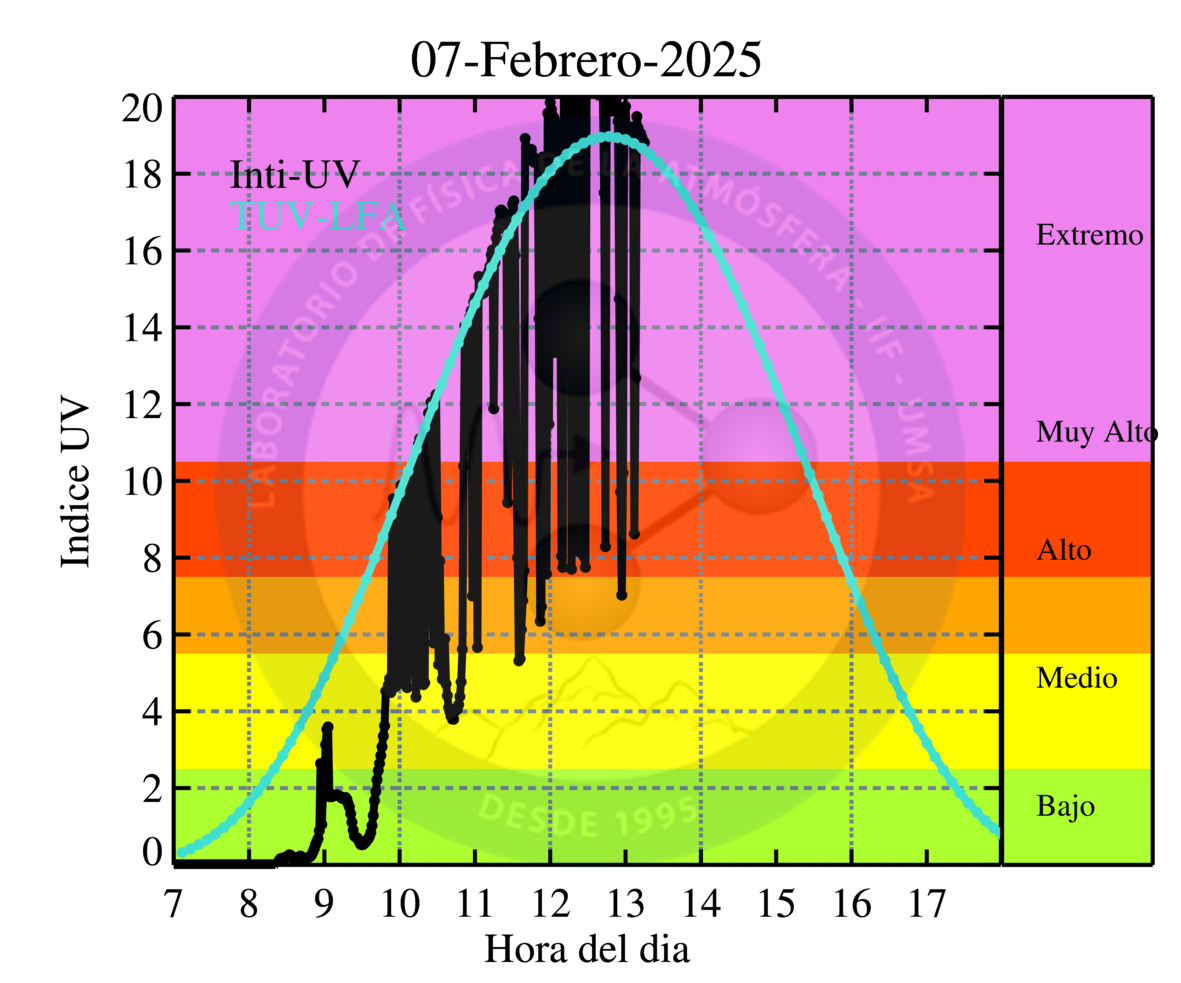 07-Febrero-2025
20
18
16
14
12
10
8
6
4
2
0
Indice UV
Inti-UV
TUV-LFA
LABORATORIO DE FÍSICA DE LA ATMÓSFERA - IIF - UMSA
DESDE 1995
Extremo
Muy Alto
Alto
Medio
Bajo
7 8 9 10 11 12 13 14 15 16 17
Hora del dia